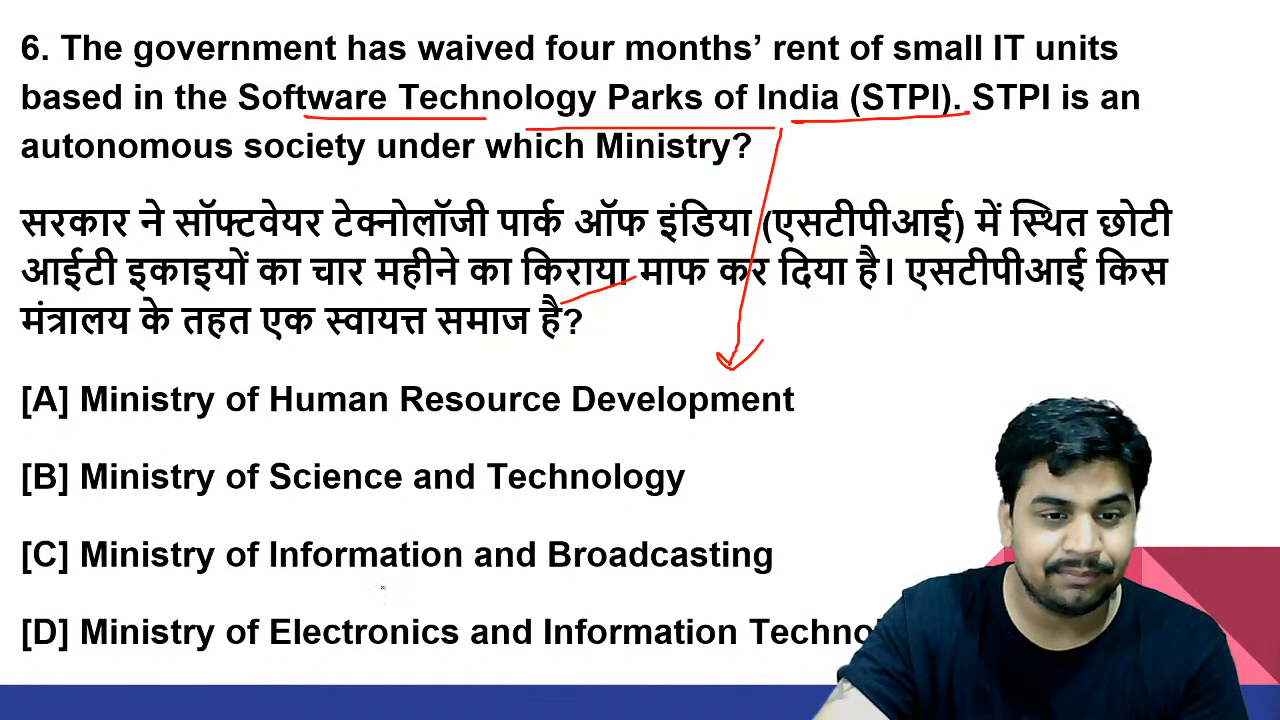 6. The government has waived four months’ rent of small IT units
based in the Software Technology Parks of India (STPI). STPI is an
autonomous society under which Ministry?
सरकार ने सॉफ्टवेयर टेक्नोलॉजी पार्क ऑफ इंडिया (एसटीपीआई) में स्थित छोटी
आईटी इकाइयों का चार महीने का किराया माफ कर दिया है। एसटीपीआई किस
मंत्रालय के तहत एक स्वायत्त समाज है?
[A] Ministry of Human Resource Development
[B] Ministry of Science and Technology
[C] Ministry of Information and Broadcasting
[D] Ministry of Electronics and Information